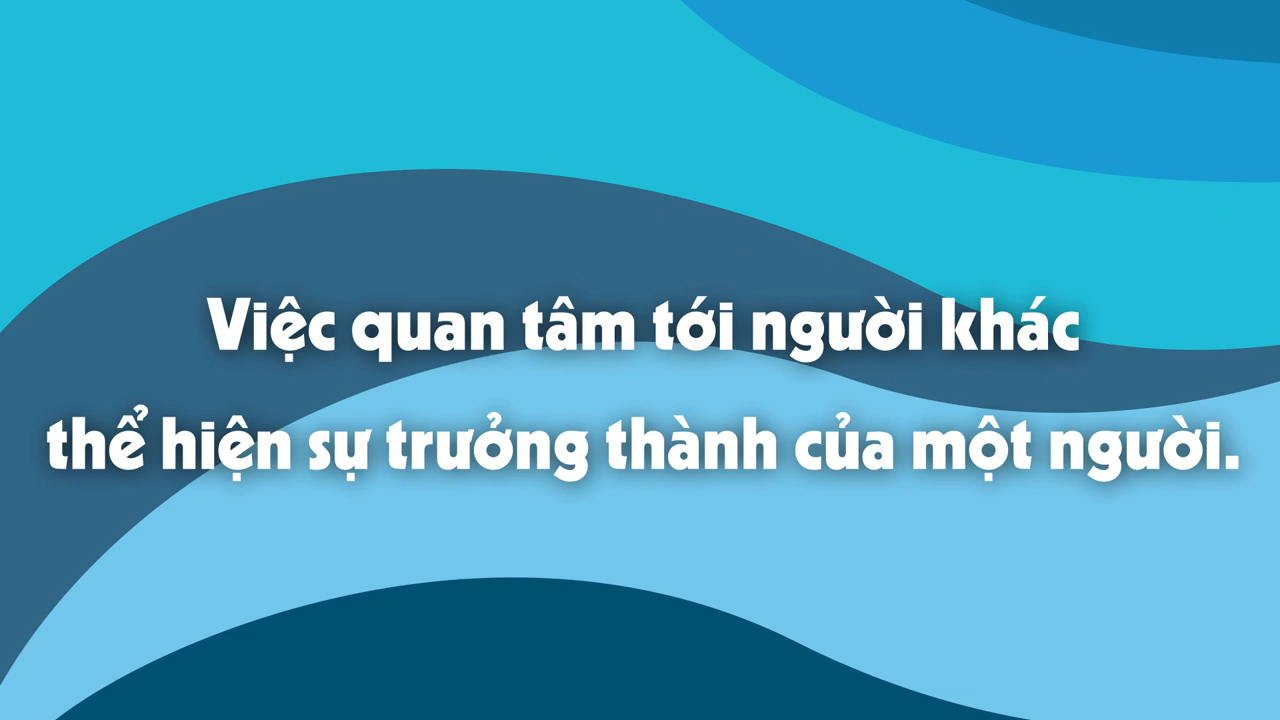 Việc quan tâm tới người khác
thể hiện sự trưởng thành của một người.